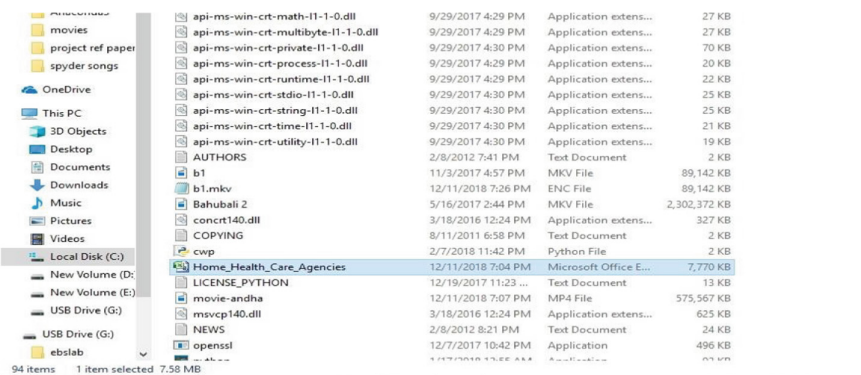 movies
project ref paper
spyder songs
OneDrive
This PC
3D Objects
Desktop
Documents
Downloads
Music
Pictures
Videos
Local Disk (C:)
New Volume (D:
New Volume (E:)
USB Drive (G:)
USB Drive (G:)
ebslab
api-ms-win-crt-math-l1-1-0.dll 9/29/2017 4:29 PM Application extens... 27 KB
api-ms-win-crt-multibyte-l1-1-0.dll 9/29/2017 4:29 PM Application extens... 27 KB
api-ms-win-crt-private-l1-1-0.dll 9/29/2017 4:30 PM Application extens... 70 KB
api-ms-win-crt-process-l1-1-0.dll 9/29/2017 4:29 PM Application extens... 20 KB
api-ms-win-crt-runtime-l1-1-0.dll 9/29/2017 4:29 PM Application extens... 22 KB
api-ms-win-crt-stdio-l1-1-0.dll 9/29/2017 4:30 PM Application extens... 25 KB
api-ms-win-crt-string-l1-1-0.dll 9/29/2017 4:30 PM Application extens... 25 KB
api-ms-win-crt-time-l1-1-0.dll 9/29/2017 4:30 PM Application extens... 21 KB
api-ms-win-crt-utility-l1-1-0.dll 9/29/2017 4:30 PM Application extens... 19 KB
AUTHORS 2/8/2012 7:41 PM Text Document 2 KB
b1 11/3/2017 4:57 PM MKV File 89,142 KB
b1.mkv 12/11/2018 7:26 PM ENC File 89,142 KB
Bahubali 2 5/16/2017 2:44 PM MKV File 2,302,372 KB
concrt140.dll 3/18/2016 12:24 PM Application extens... 327 KB
COPYING 8/11/2011 6:58 PM Text Document 2 KB
cwp 2/7/2018 11:42 PM Python File 2 KB
Home_Health_Care_Agencies 12/11/2018 7:04 PM Microsoft Office E... 7,770 KB
LICENSE_PYTHON 12/19/2017 11:23 ... Text Document 13 KB
movie-andha 12/11/2018 7:07 PM MP4 File 575,567 KB
msvcp140.dll 3/18/2016 12:24 PM Application extens... 625 KB
NEWS 2/8/2012 8:21 PM Text Document 24 KB
openssl 12/7/2017 10:42 PM Application 496 KB
94 items 1 item selected 7.58 MB